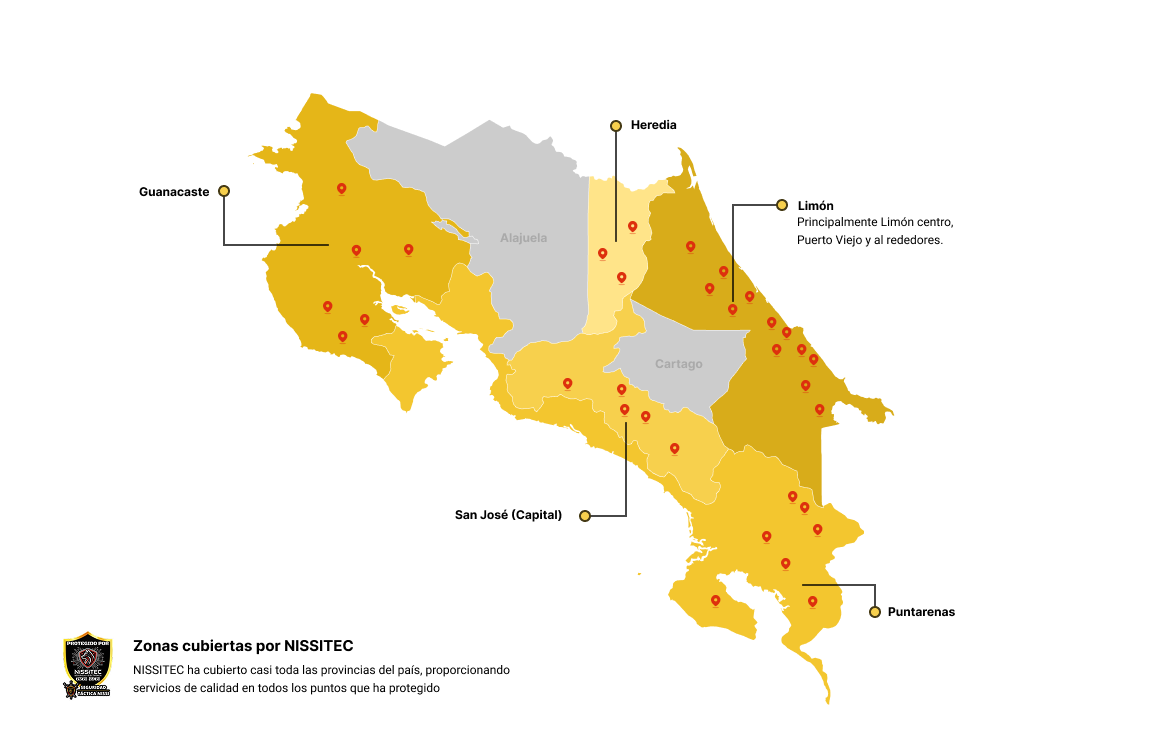 Heredia
Guanacaste
Limón
Principalmente Limón centro,
Puerto Viejo y al rededores.
Alajuela
Cartago
San José (Capital)
Puntarenas
PROTEGIDO POR
NISSITEC
SEGURIDAD
TÁCTICA NISSI
Zonas cubiertas por NISSITEC
NISSITEC ha cubierto casi toda las provincias del país, proporcionando
servicios de calidad en todos los puntos que ha protegido